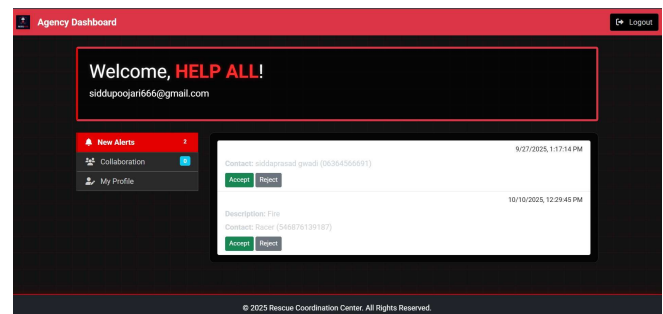 Agency Dashboard
Logout
Welcome, HELP ALL!
siddupoojari666@gmail.com
New Alerts 2
Collaboration 0
My Profile
9/27/2025, 1:17:14 PM
Contact: siddaprasad gwadi (06364566691)
Accept Reject
10/10/2025, 12:29:45 PM
Description: Fire
Contact: Racer (546876139187)
Accept Reject
© 2025 Rescue Coordination Center. All Rights Reserved.